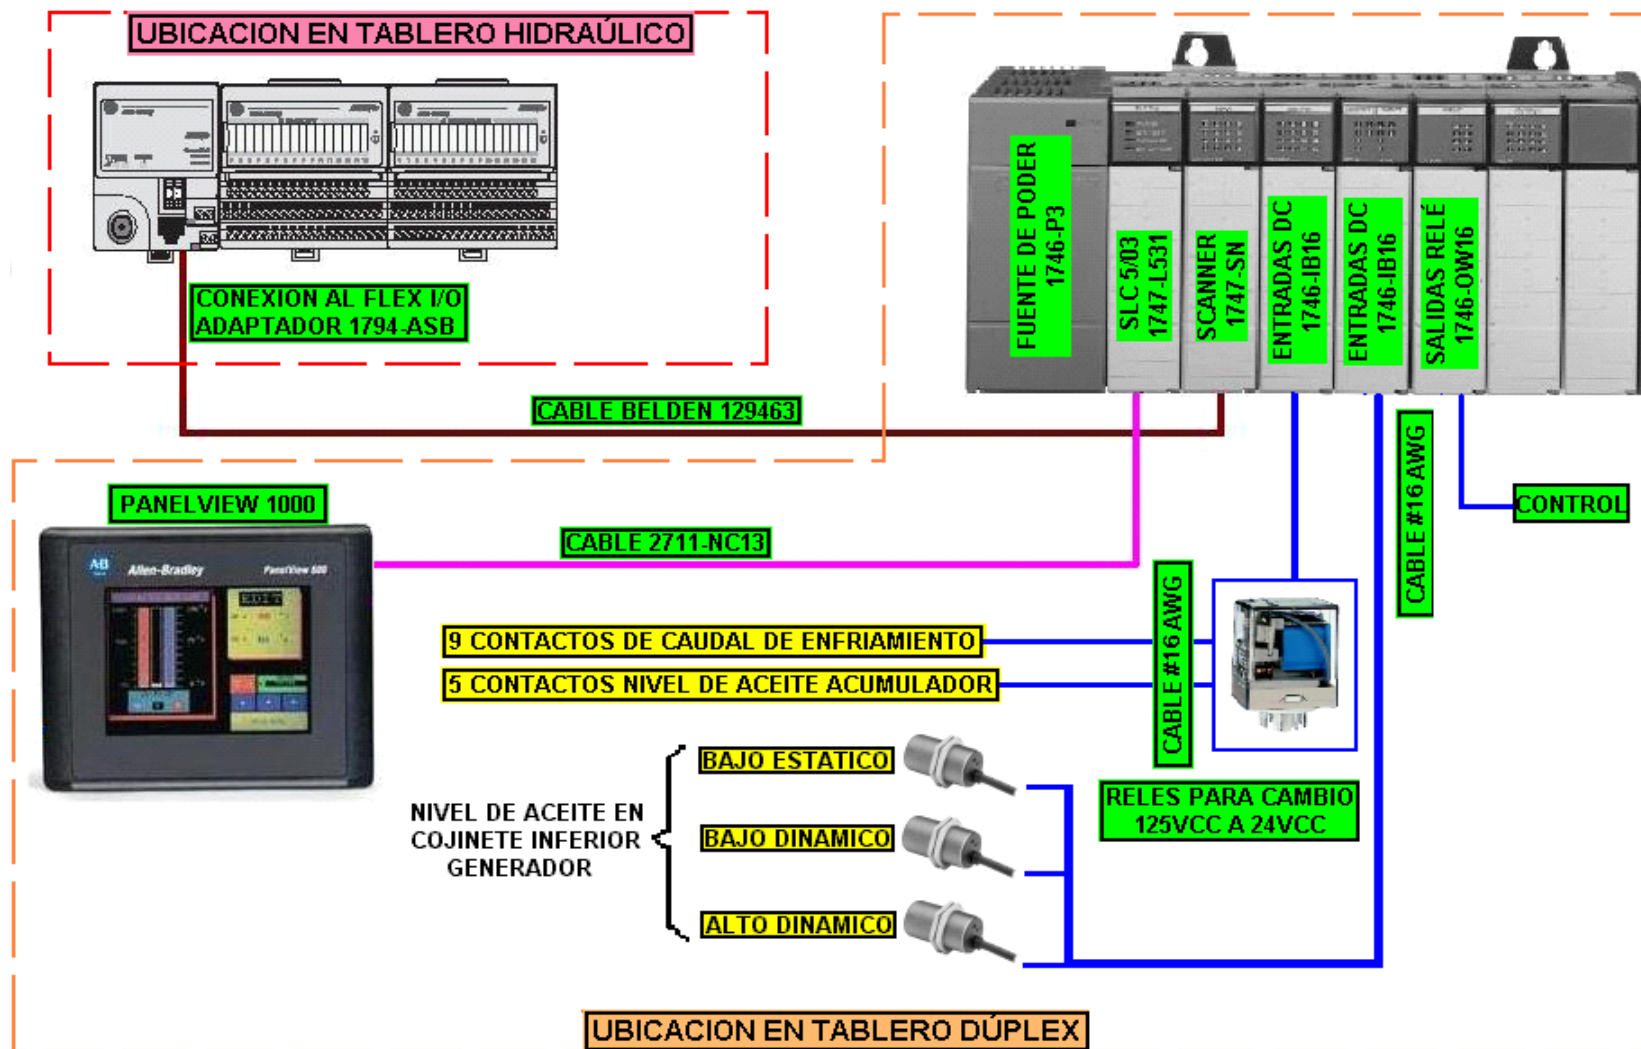 UBICACION EN TABLERO HIDRAÚLICO
FUENTE DE PODER
1746-P3
SLC 5/03
1747-L531
SCANNER
1747-SN
ENTRADAS DC
1746-IB16
ENTRADAS DC
1746-IB16
SALIDAS RELÉ
1746-OW16
CONEXION AL FLEX I/O
ADAPTADOR 1794-ASB
CABLE BELDEN 129463
CABLE #16 AWG
CONTROL
PANELVIEW 1000
CABLE 2711-NC13
AB
Allen-Bradley
PanelView 600
9 CONTACTOS DE CAUDAL DE ENFRIAMIENTO
5 CONTACTOS NIVEL DE ACEITE ACUMULADOR
CABLE #16 AWG
RELES PARA CAMBIO
125VCC A 24VCC
NIVEL DE ACEITE EN
COJINETE INFERIOR
GENERADOR
BAJO ESTATICO
BAJO DINAMICO
ALTO DINAMICO
UBICACION EN TABLERO DÚPLEX